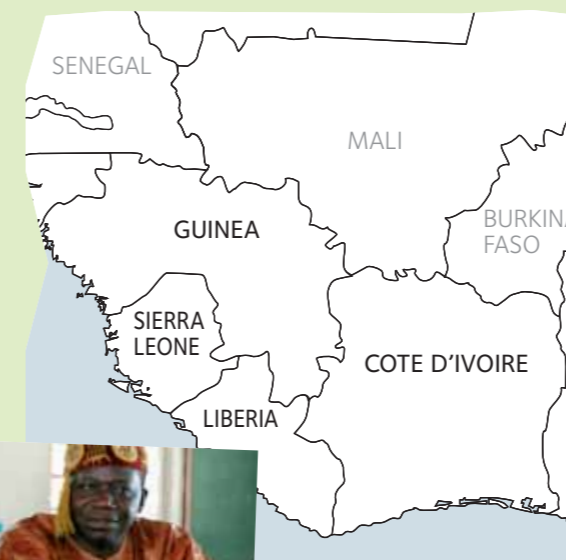 SENEGAL
MALI
BURKINA
FASO
GUINEA
SIERRA
LEONE
COTE D'IVOIRE
LIBERIA